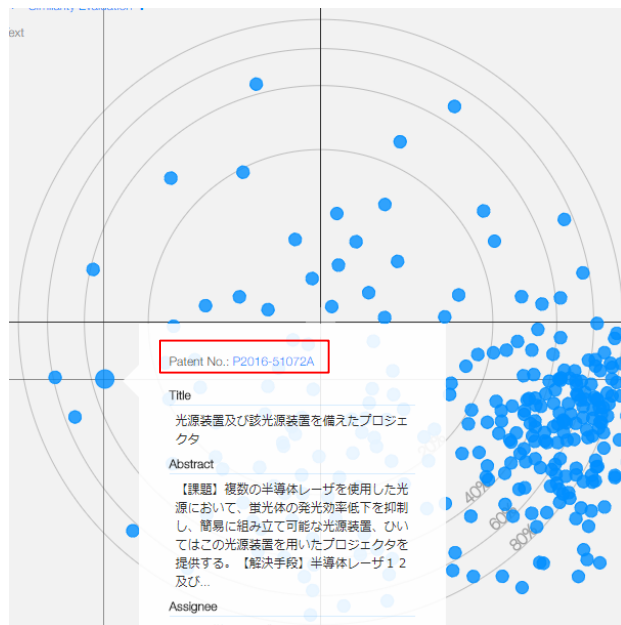 ext
Patent No.: P2016-51072A
Title
光源装置及び該光源装置を備えたプロジェ
クタ
Abstract
【課題】複数の半導体レーザを使用した光
源において、蛍光体の発光効率低下を抑制
し、簡易に組み立て可能な光源装置、ひい
てはこの光源装置を用いたプロジェクタを
提供する。【解決手段】半導体レーザ１２
及び...
Assignee
40%
60%
80%